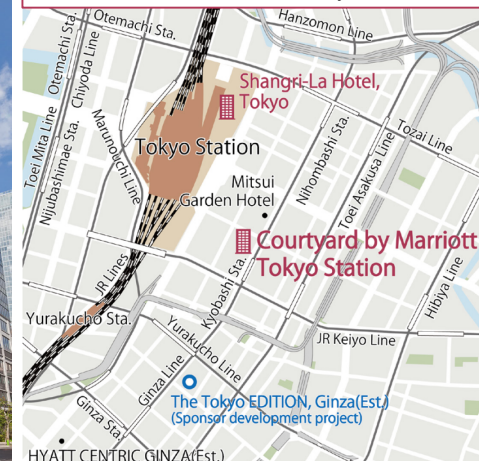 Otemachi Sta.
Hanzomon Line
Otemachi Sta.
Chiyoda Line
Toei Mita Line
Nijubashimae Sta.
Marunouchi Line
Shangri-La Hotel,
Tokyo
Tokyo Station
Nihombashi Sta.
Toei Asakusa Line
Tozai Line
Mitsui
Garden Hotel
Courtyard by Marriott
Tokyo Station
JR Lines
Kyobashi Sta.
Hibiya Line
Yurakucho Sta.
Yurakucho Line
JR Keiyo Line
Ginza Line
The Tokyo EDITION, Ginza(Est.)
(Sponsor development project)
Ginza Sta.
HYATT CENTRIC GINZA(Est.)